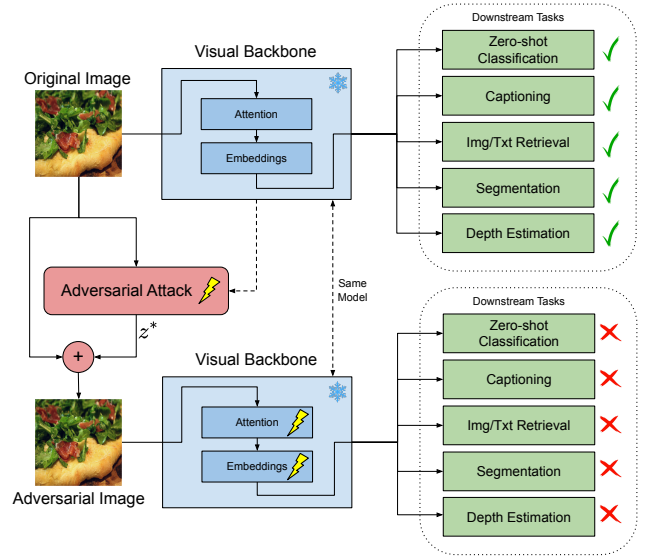 Downstream Tasks
Visual Backbone
Zero-shot
Classification
Original Image
Attention
Captioning
Embeddings
Img/Txt Retrieval
Segmentation
Depth Estimation
Adversarial Attack
Same
Model
Downstream Tasks
z*
Zero-shot
Classification
+
Visual Backbone
Captioning
Attention
Img/Txt Retrieval
Embeddings
Segmentation
Adversarial Image
Depth Estimation